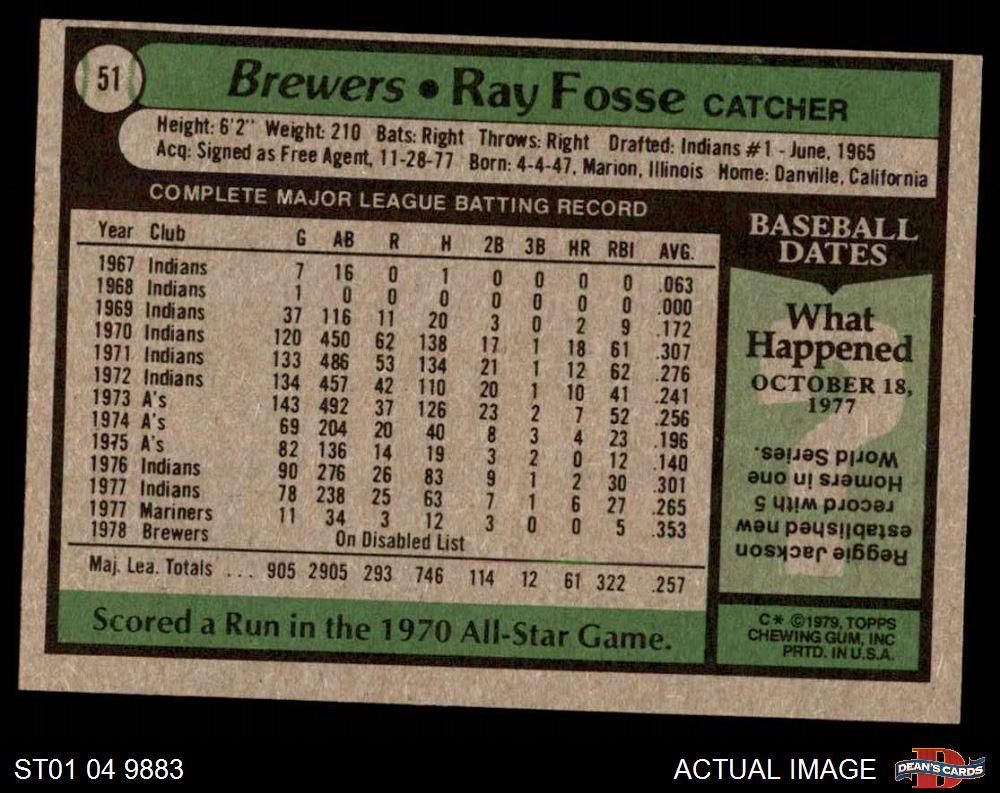 51
Brewers • Ray Fosse CATCHER
Height: 6'2" Weight: 210 Bats: Right Throws: Right Drafted: Indians #1 - June, 1965
Acq: Signed as Free Agent, 11-28-77 Born: 4-4-47, Marion, Illinois Home: Danville, California
COMPLETE MAJOR LEAGUE BATTING RECORD
Year Club G AB R H 2B 3B HR RBI AVG.
1967 Indians 7 16 0 1 0 0 0 0 .063
1968 Indians 1 0 0 0 0 0 0 0 .000
1969 Indians 37 116 11 20 3 0 2 9 .172
1970 Indians 120 450 62 138 17 1 18 61 .307
1971 Indians 133 486 53 134 21 1 12 62 .276
1972 Indians 134 457 42 110 20 1 10 41 .241
1973 A's 143 492 37 126 23 2 7 52 .256
1974 A's 69 204 20 40 8 3 4 23 .196
1975 A's 82 136 14 19 3 2 0 12 .140
1976 Indians 90 276 26 83 9 1 2 30 .301
1977 Indians 78 238 25 63 7 1 6 27 .265
1977 Mariners 11 34 3 12 3 0 0 5 .353
1978 Brewers On Disabled List
Maj. Lea. Totals ... 905 2905 293 746 114 12 61 322 .257
Scored a Run in the 1970 All-Star Game.
BASEBALL
DATES
What
Happened
OCTOBER 18,
1977
Reggie Jackson
established new
record with 5
Homers in one
World Series.
C* ©1979, TOPPS
CHEWING GUM, INC
PRTD. IN U.S.A.
ST01 04 9883
ACTUAL IMAGE
DEAN'S CARDS